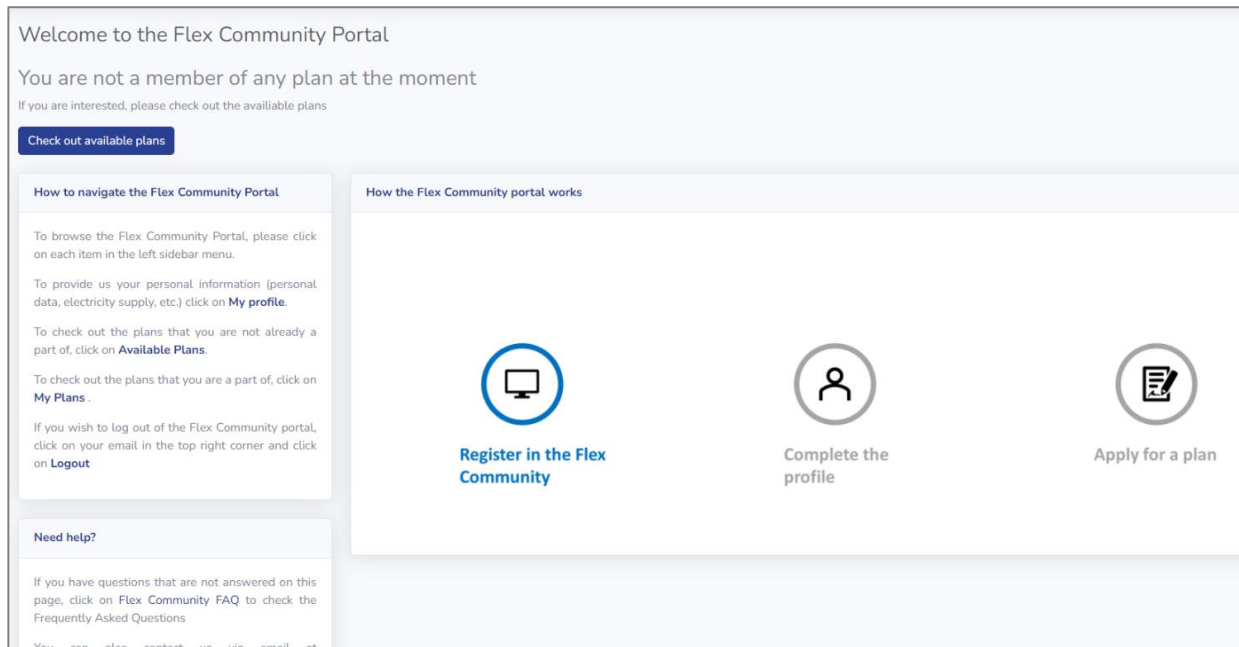 Welcome to the Flex Community Portal
You are not a member of any plan at the moment
If you are interested, please check out the availiable plans
Check out available plans
How to navigate the Flex Community Portal
To browse the Flex Community Portal, please click
on each item in the left sidebar menu.
To provide us your personal information (personal
data, electricity supply, etc.) click on My profile.
To check out the plans that you are not already a
part of, click on Available Plans.
To check out the plans that you are a part of, click on
My Plans .
If you wish to log out of the Flex Community portal,
click on your email in the top right corner and click
on Logout
Need help?
If you have questions that are not answered on this
page, click on Flex Community FAQ to check the
Frequently Asked Questions
You can also contact us via email at
How the Flex Community portal works
Register in the Flex
Community
Complete the
profile
Apply for a plan